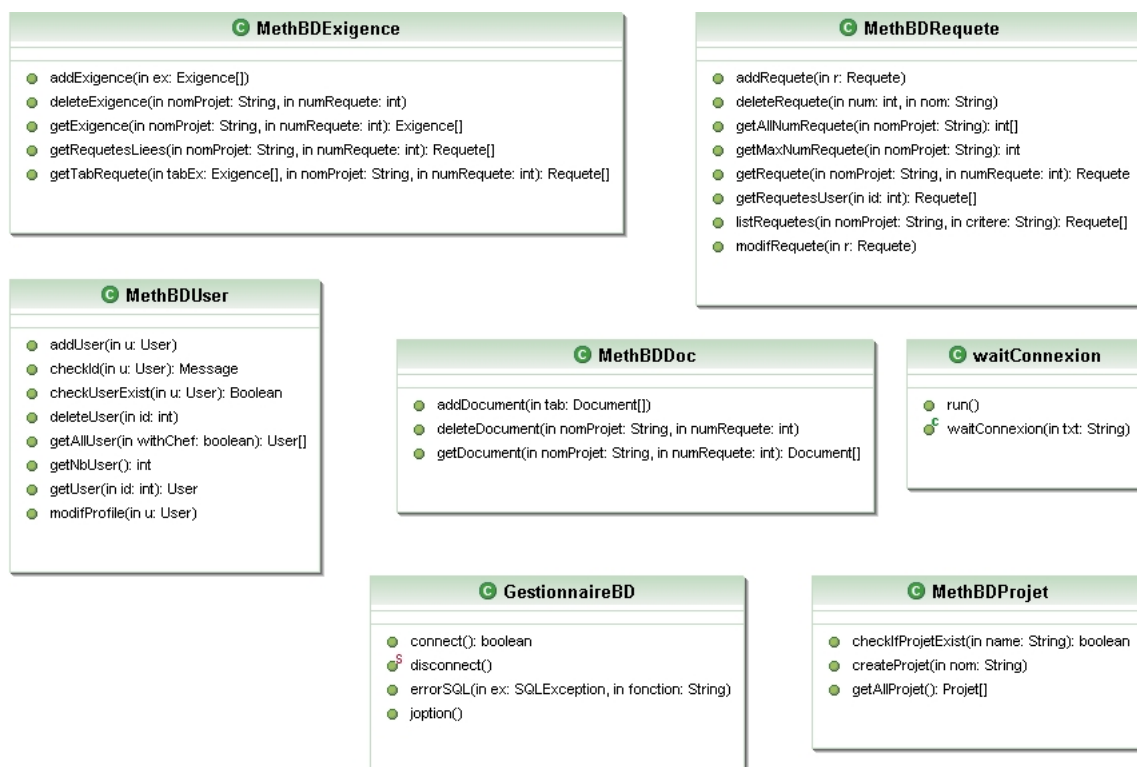 MethBDExigence
addExigence(in ex: Exigence[])
deleteExigence(in nomProjet: String, in numRequete: int)
getExigence(in nomProjet: String, in numRequete: int): Exigence[]
getRequetesLiees(in nomProjet: String, in numRequete: int): Requete[]
getTabRequete(in tabEx: Exigence[], in nomProjet: String, in numRequete: int): Requete[]
MethBDRequete
addRequete(in r: Requete)
deleteRequete(in num: int, in nom: String)
getAllNumRequete(in nomProjet: String): int[]
getMaxNumRequete(in nomProjet: String): int
getRequete(in nomProjet: String, in numRequete: int): Requete
getRequetesUser(in id: int): Requete[]
listRequetes(in nomProjet: String, in critere: String): Requete[]
modifRequete(in r: Requete)
MethBDUser
addUser(in u: User)
checkId(in u: User): Message
checkUserExist(in u: User): Boolean
deleteUser(in id: int)
getAllUser(in withChef: boolean): User[]
getNbUser(): int
getUser(in id: int): User
modifProfile(in u: User)
MethBDDoc
addDocument(in tab: Document[])
deleteDocument(in nomProjet: String, in numRequete: int)
getDocument(in nomProjet: String, in numRequete: int): Document[]
waitConnexion
run()
waitConnexion(in txt: String)
GestionnaireBD
connect(): boolean
disconnect()
errorSQL(in ex: SQLException, in fonction: String)
joption()
MethBDProjet
checkIfProjetExist(in name: String): boolean
createProjet(in nom: String)
getAllProjet(): Projet[]